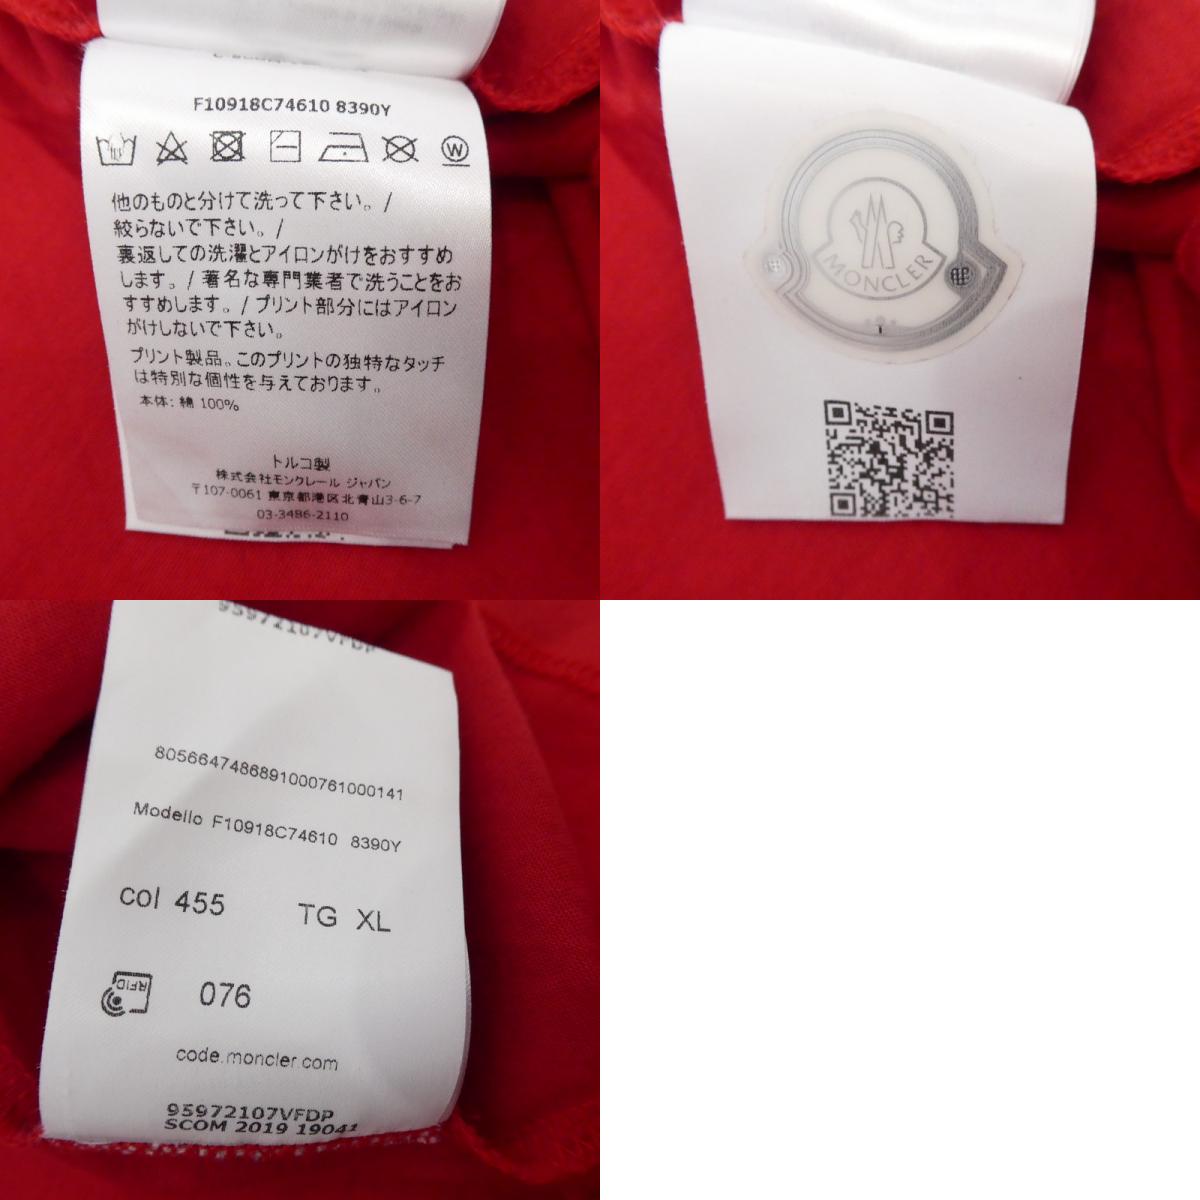 F10918C74610 8390Y
W
他のものと分けて洗って下さい。/
絞らないで下さい。/
裏返しての洗濯とアイロンがけをおすすめ
します。/ 著名な専門業者で洗うことをお
すすめします。/ プリント部分にはアイロン
がけしないで下さい。
プリント製品。このプリントの独特なタッチ
は特別な個性を与えております。
本体: 綿 100%
トルコ製
株式会社モンクレール ジャパン
〒107-0061 東京都港区北青山3-6-7
03-3486-2110
MONCLER
95972107VFDP
8056647486891000761000141
Modello F10918C74610 8390Y
col 455 TG XL
RFID 076
code.moncler.com
95972107VFDP
SCOM 2019 19041